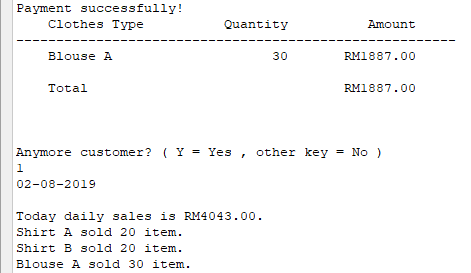 Payment successfully!
Clothes Type Quantity Amount
--------------------------------------------------------
Blouse A 30 RM1887.00
Total RM1887.00
Anymore customer? ( Y = Yes , other key = No )
1
02-08-2019
Today daily sales is RM4043.00.
Shirt A sold 20 item.
Shirt B sold 20 item.
Blouse A sold 30 item.